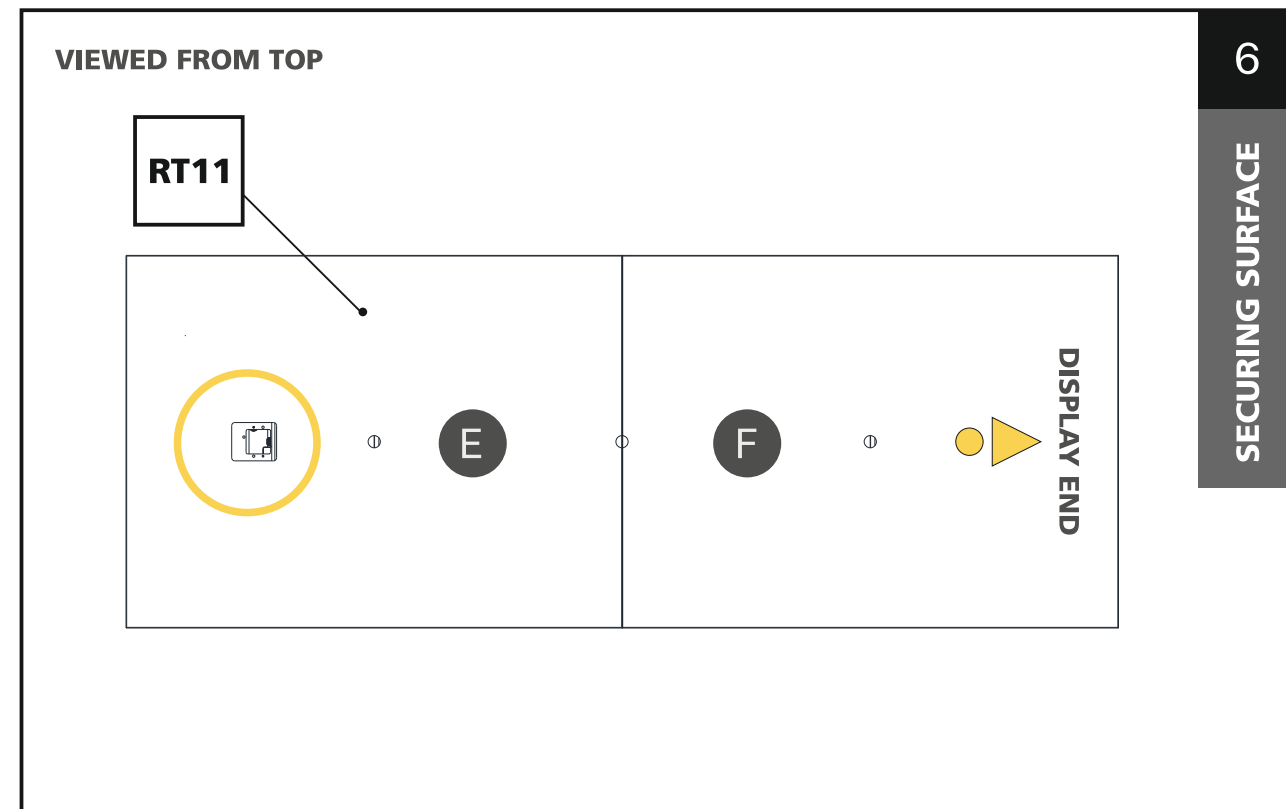 VIEWED FROM TOP
6
SECURING SURFACE
RT11
E
F
DISPLAY END